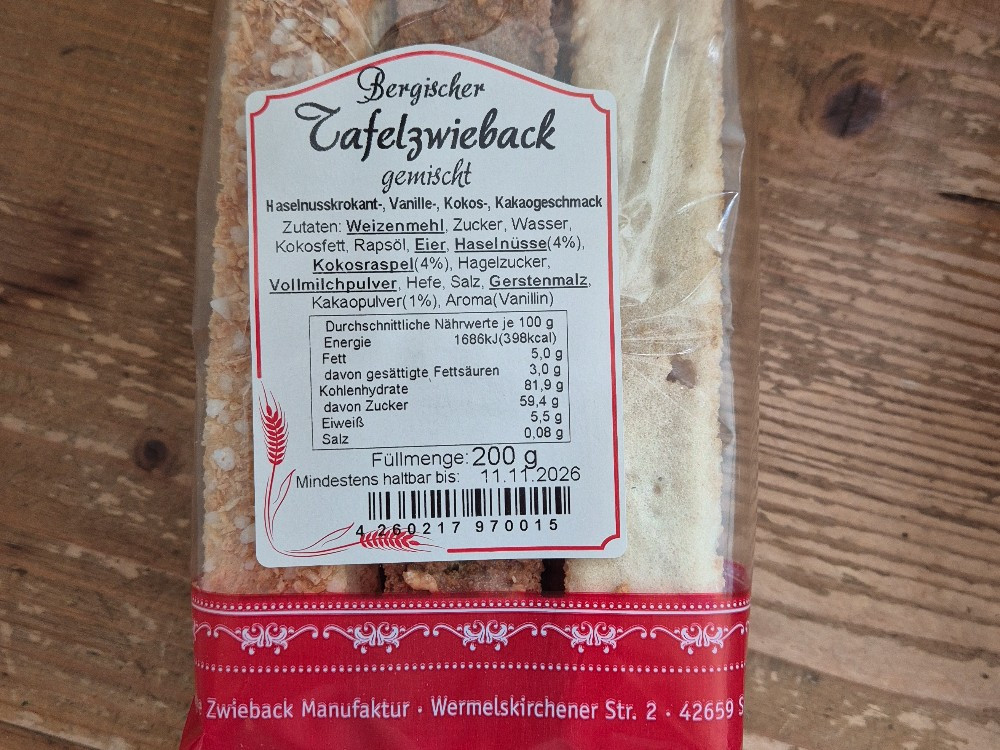 Bergischer
Tafelzwieback
gemischt
Haselnusskrokant-, Vanille-, Kokos-, Kakaogeschmack
Zutaten: Weizenmehl, Zucker, Wasser,
Kokosfett, Rapsöl, Eier, Haselnüsse(4%),
Kokosraspel(4%), Hagelzucker,
Vollmilchpulver, Hefe, Salz, Gerstenmalz,
Kakaopulver(1%), Aroma(Vanillin)
Durchschnittliche Nährwerte je 100 g
Energie 1686kJ(398kcal)
Fett 5,0 g
davon gesättigte Fettsäuren 3,0 g
Kohlenhydrate 81,9 g
davon Zucker 59,4 g
Eiweiß 5,5 g
Salz 0,08 g
Füllmenge: 200 g
Mindestens haltbar bis: 11.11.2026
4 260217 970015
Zwieback Manufaktur · Wermelskirchener Str. 2 · 42659